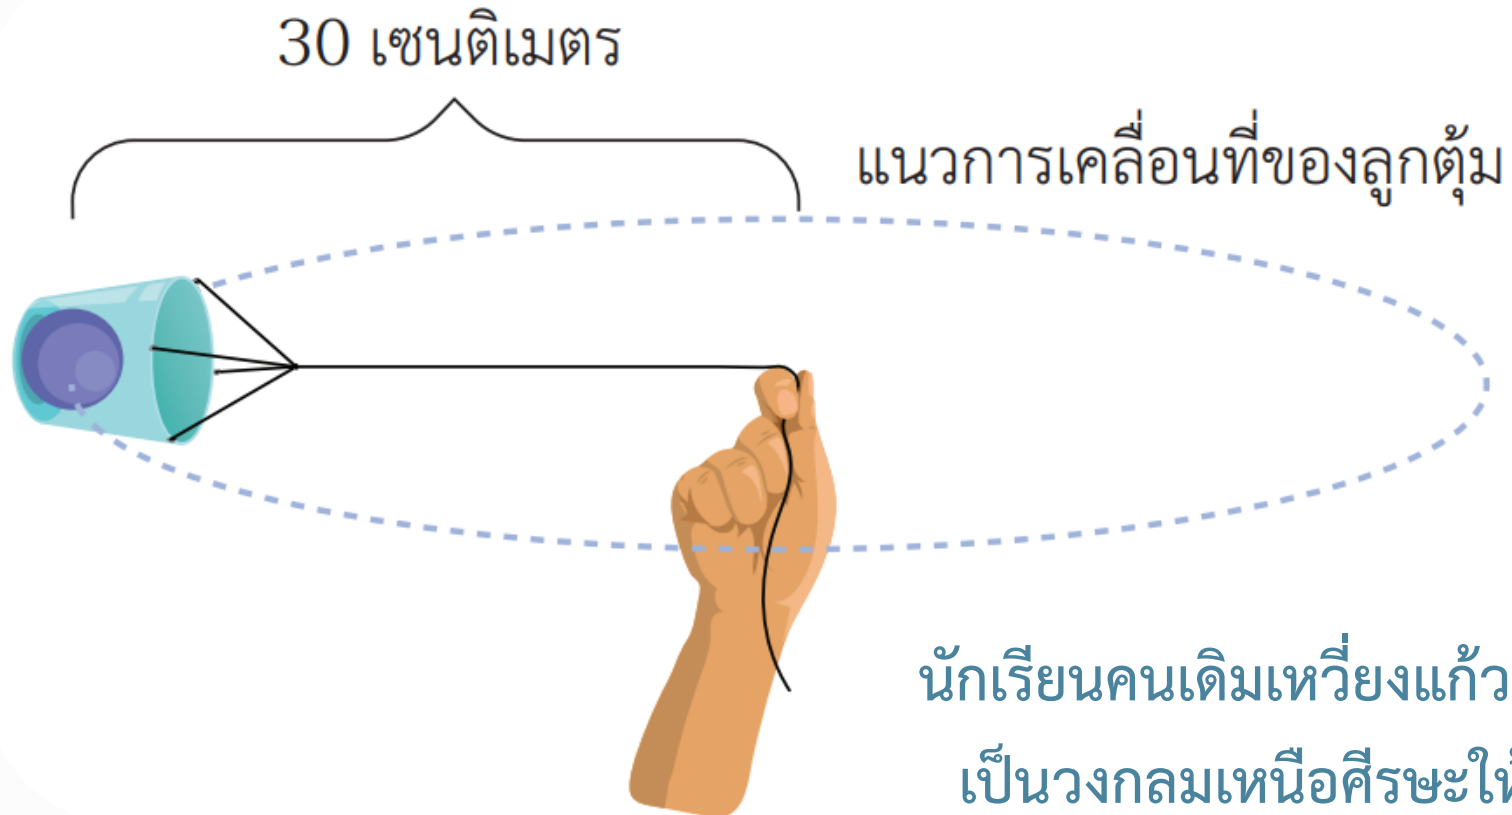 30 เซนติเมตร
แนวการเคลื่อนที่ของลูกตุ้ม
นักเรียนคนเดิมเหวี่ยงแก้ว
เป็นวงกลมเหนือศีรษะให้